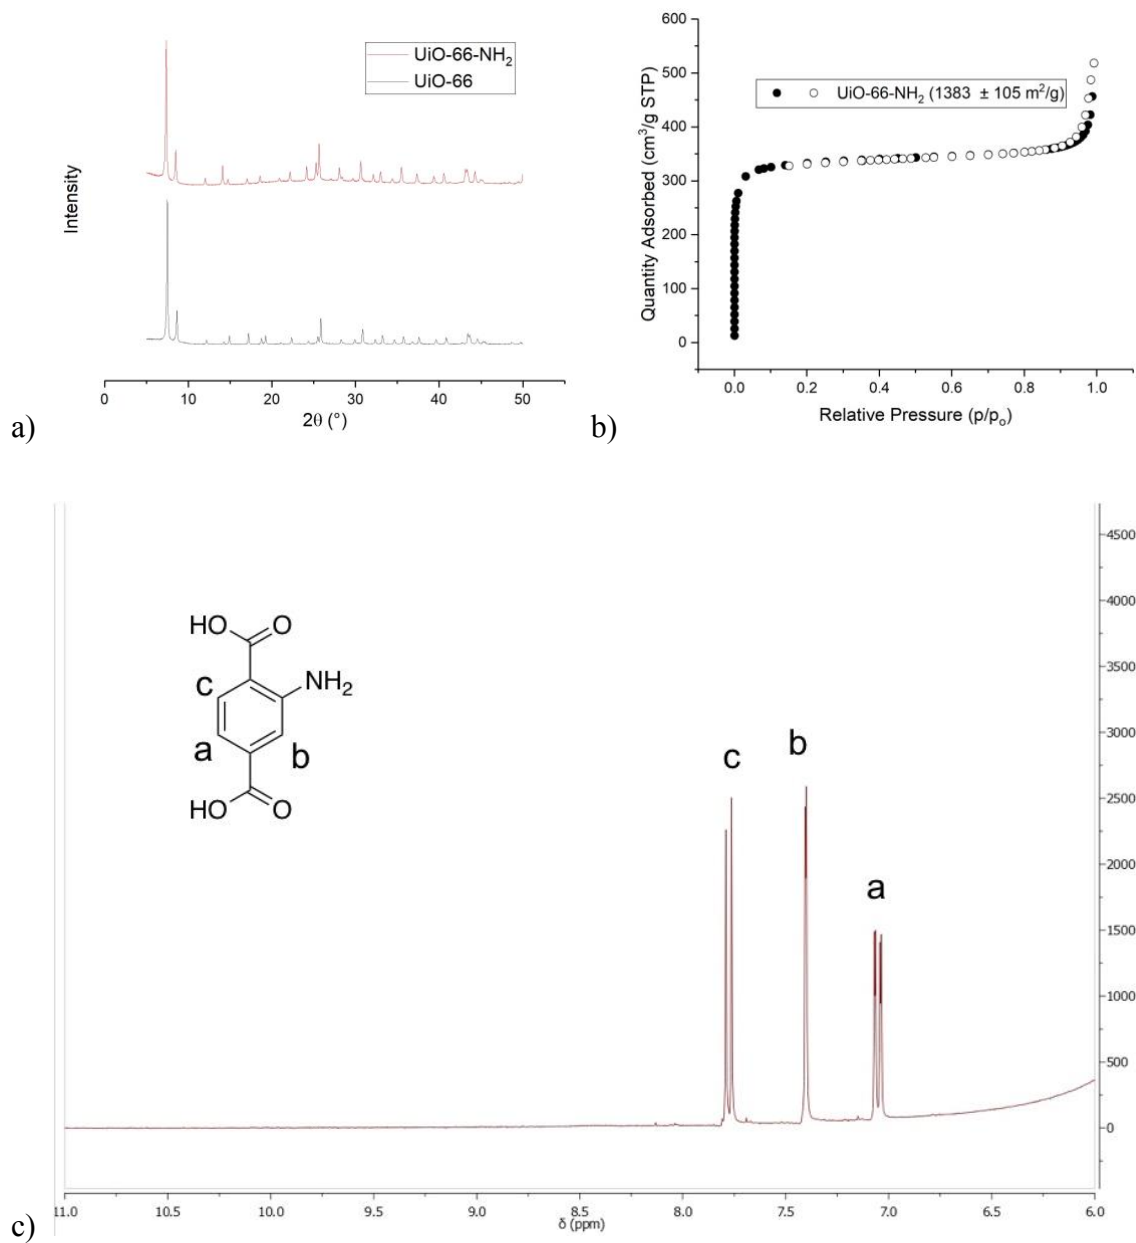 UiO-66-NH2
UiO-66
Intensity
0 10 20 30 40 50
2θ (°)
a)
600
500
400
300
200
100
0
Quantity Adsorbed (cm3/g STP)
UiO-66-NH2 (1383 ± 105 m2/g)
0.0 0.2 0.4 0.6 0.8 1.0
Relative Pressure (p/po)
b)
HO O
NH2
c
a b
HO O
c
b
a
4500
4000
3500
3000
2500
2000
1500
1000
500
0
11.0 10.5 10.0 9.5 9.0 8.5 8.0 7.5 7.0 6.5 6.0
δ (ppm)
c)